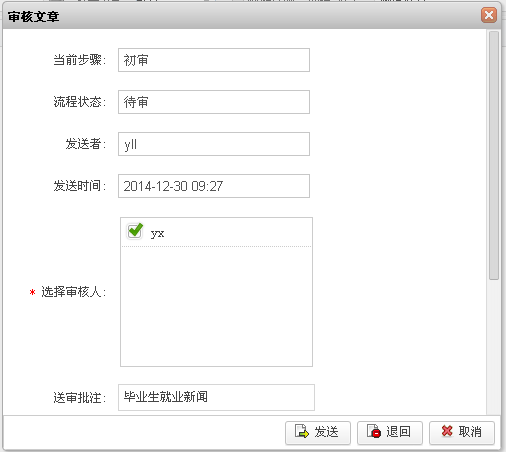 审核文章
当前步骤： 初审
流程状态： 待审
发送者： yll
发送时间： 2014-12-30 09:27
yx
* 选择审核人：
送审批注： 毕业生就业新闻
发送 退回 取消